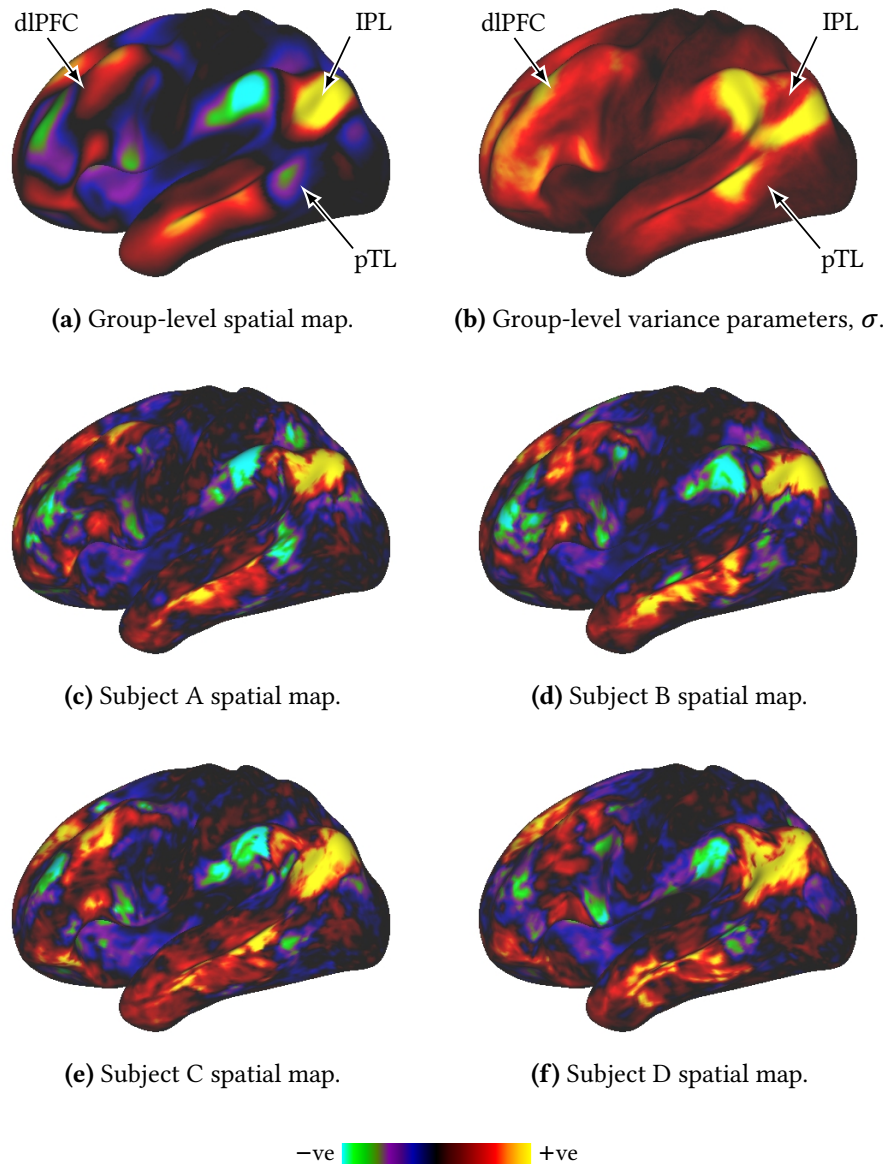 dlPFC
IPL
pTL
dlPFC
IPL
pTL
(a) Group-level spatial map.
(b) Group-level variance parameters, σ.
(c) Subject A spatial map.
(d) Subject B spatial map.
(e) Subject C spatial map.
(f) Subject D spatial map.
−ve +ve